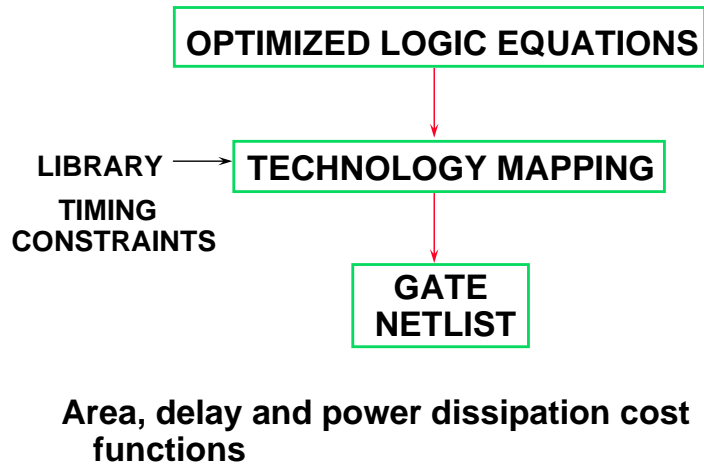 OPTIMIZED LOGIC EQUATIONS
LIBRARY
TECHNOLOGY MAPPING
TIMING
CONSTRAINTS
GATE
NETLIST
Area, delay and power dissipation cost
functions